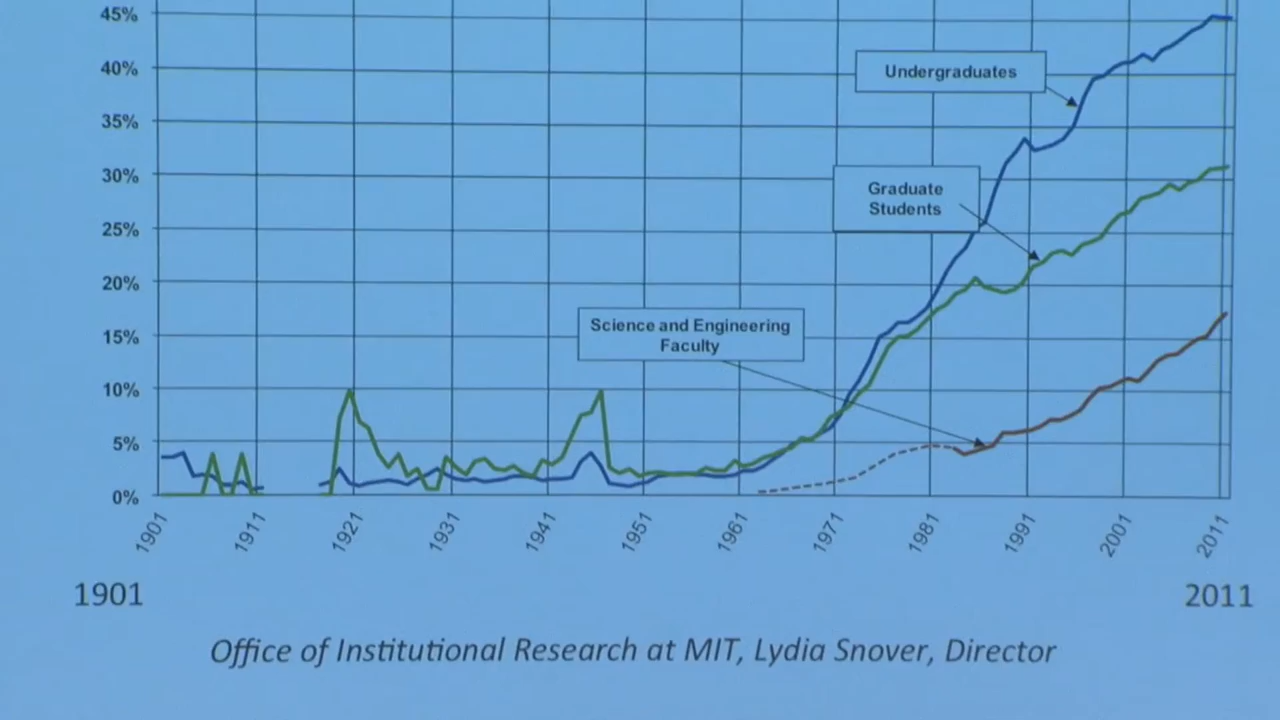 45%
Undergraduates
40%
35%
30%
Graduate
Students
25%
20%
Science and Engineering
Faculty
15%
10%
5%
0%
1901 1911 1921 1931 1941 1951 1961 1971 1981 1991 2001 2011
1901 2011
Office of Institutional Research at MIT, Lydia Snover, Director